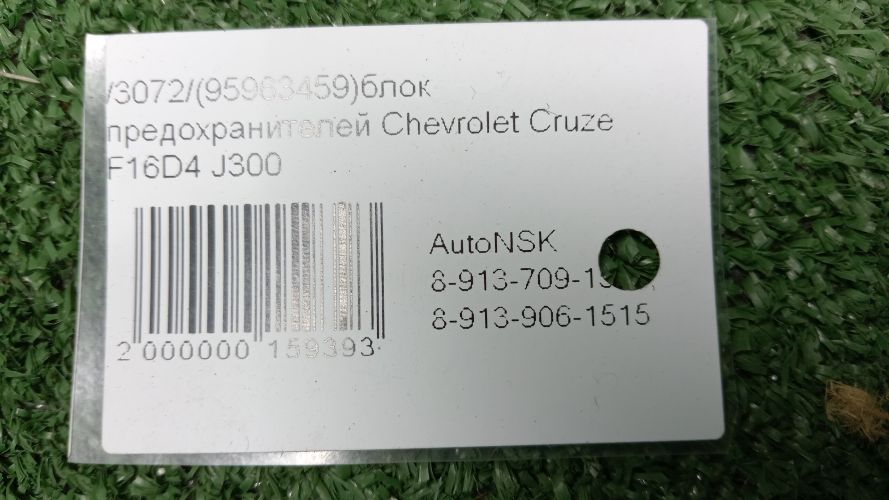 /3072/(95963459)блок
предохранителей Chevrolet Cruze
F16D4 J300
AutoNSK
8-913-906-1515
2 000000 159393